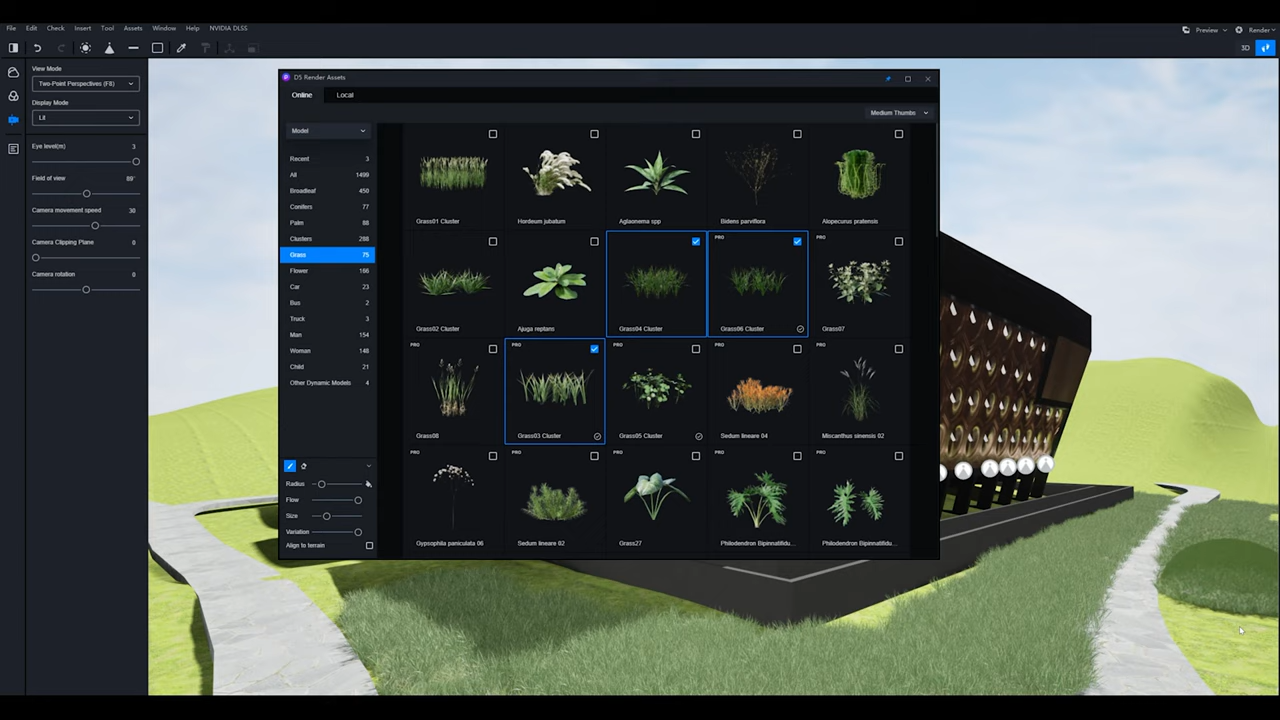 File Edit Check Insert Tool Assets Window Help NVIDIA DLSS
Preview Render
3D
View Mode
Two-Point Perspectives (F8)
Display Mode
Lit
Eye level(m) 3
Field of view 89°
Camera movement speed 30
Camera Clipping Plane 0
Camera rotation 0
D5 Render Assets
Online Local
Medium Thumbs
Model
Recent 3
All 1499
Broadleaf 450
Conifers 77
Palm 88
Clusters 288
Grass 75
Flower 166
Car 23
Bus 2
Truck 3
Man 154
Woman 148
Child 21
Other Dynamic Models 4
Radius
Flow
Size
Variation
Align to terrain
Grass01 Cluster Hordeum jubatum Aglaonema spp Bidens parviflora Alopecurus pratensis
PRO PRO
Grass02 Cluster Ajuga reptans Grass04 Cluster Grass06 Cluster Grass07
PRO PRO PRO PRO PRO
Grass08 Grass03 Cluster Grass05 Cluster Sedum lineare 04 Miscanthus sinensis 02
PRO PRO PRO PRO PRO
Gypsophila paniculata 06 Sedum lineare 02 Grass27 Philodendron Bipinnatifidu... Philodendron Bipinnatifidu...